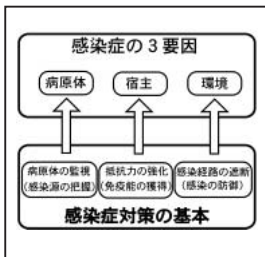 感染症の3要因
病原体
宿主
環境
病原体の監視
(感染源の把握)
抵抗力の強化
(免疫能の獲得)
感染経路の遮断
(感染の防御)
感染症対策の基本